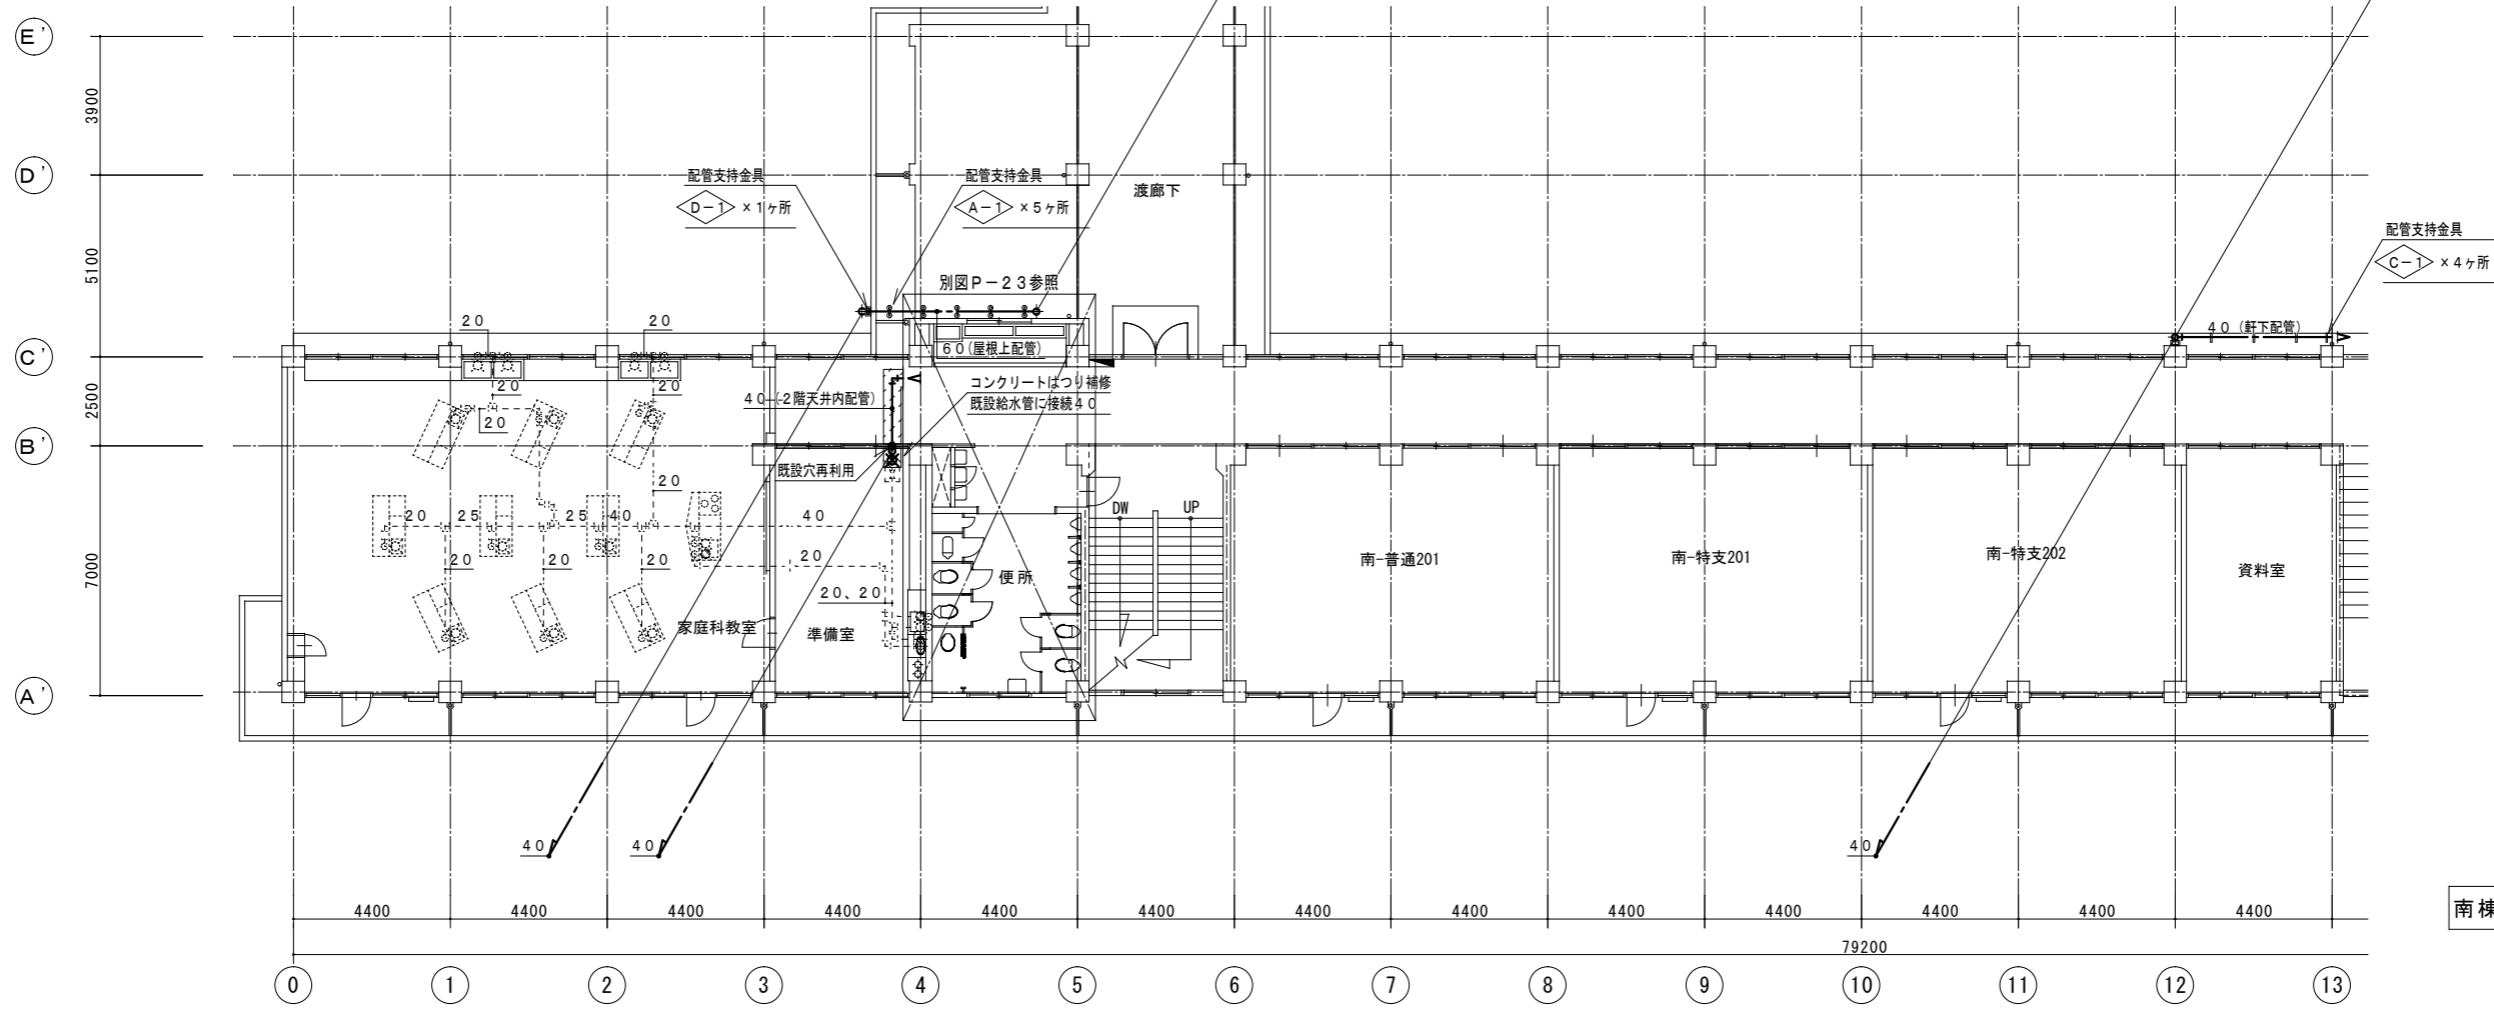 E'
3900
D'
配管支持金具
D-1 ×1ヶ所
配管支持金具
A-1 ×5ヶ所
渡廊下
配管支持金具
C-1 ×4ヶ所
5100
別図P-23参照
20
20
40(軒下配管)
C'
60(屋根上配管)
コンクリートはつり補修
既設給水管に接続40
20
20
40(2階天井内配管)
20
2500
B'
既設穴再利用
20
DW
UP
20
25
25
40
40
20
20
20
20
20、20
7000
便所
南-普通201
南-特支201
南-特支202
資料室
家庭科教室
準備室
A'
40
40
40
4400
4400
4400
4400
4400
4400
4400
4400
4400
4400
4400
4400
4400
南棟
79200
0
1
2
3
4
5
6
7
8
9
10
11
12
13